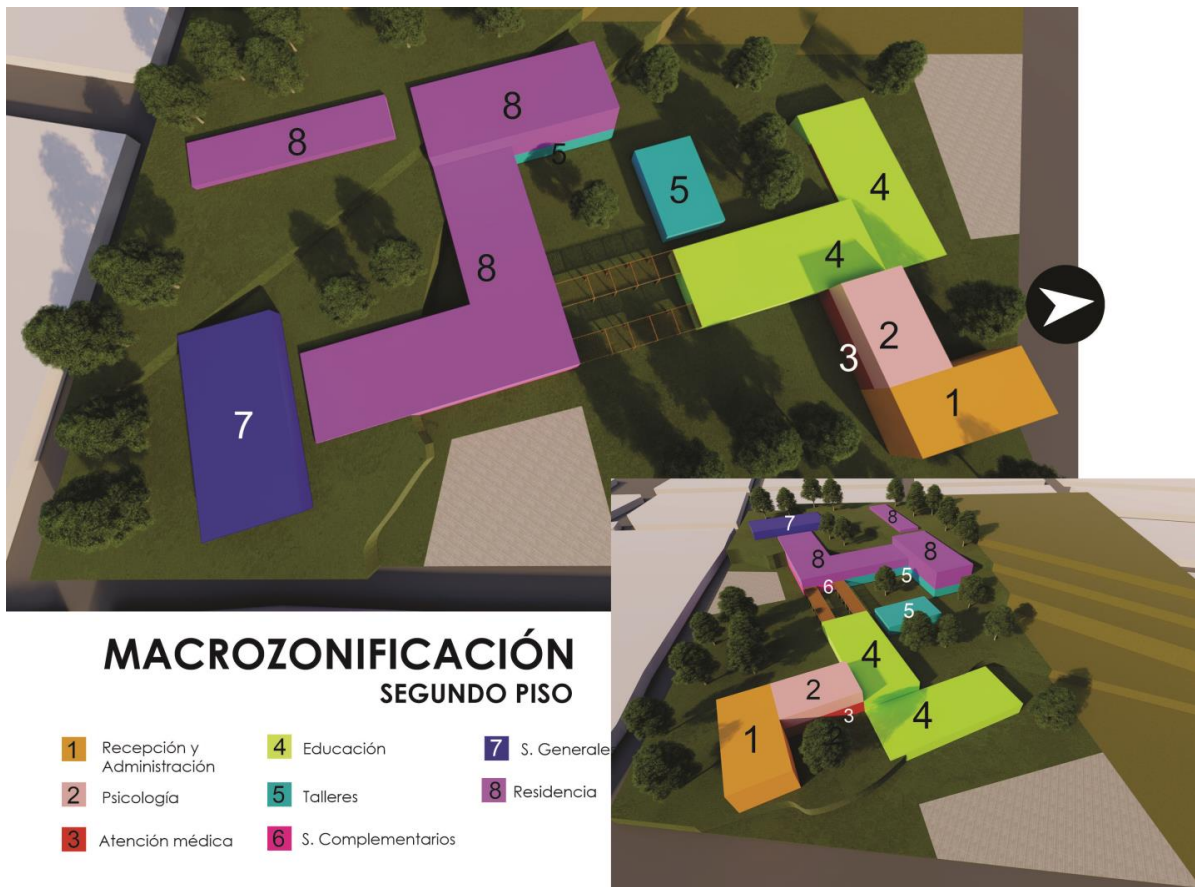 8
8
5
5
4
8
4
2
3
7
1
7
8
8
8
6
5
5
4
2
3
4
1
MACROZONIFICACIÓN
SEGUNDO PISO
1 Recepción y
Administración
4 Educación
7 S. Generale
2 Psicología
5 Talleres
8 Residencia
3 Atención médica
6 S. Complementarios